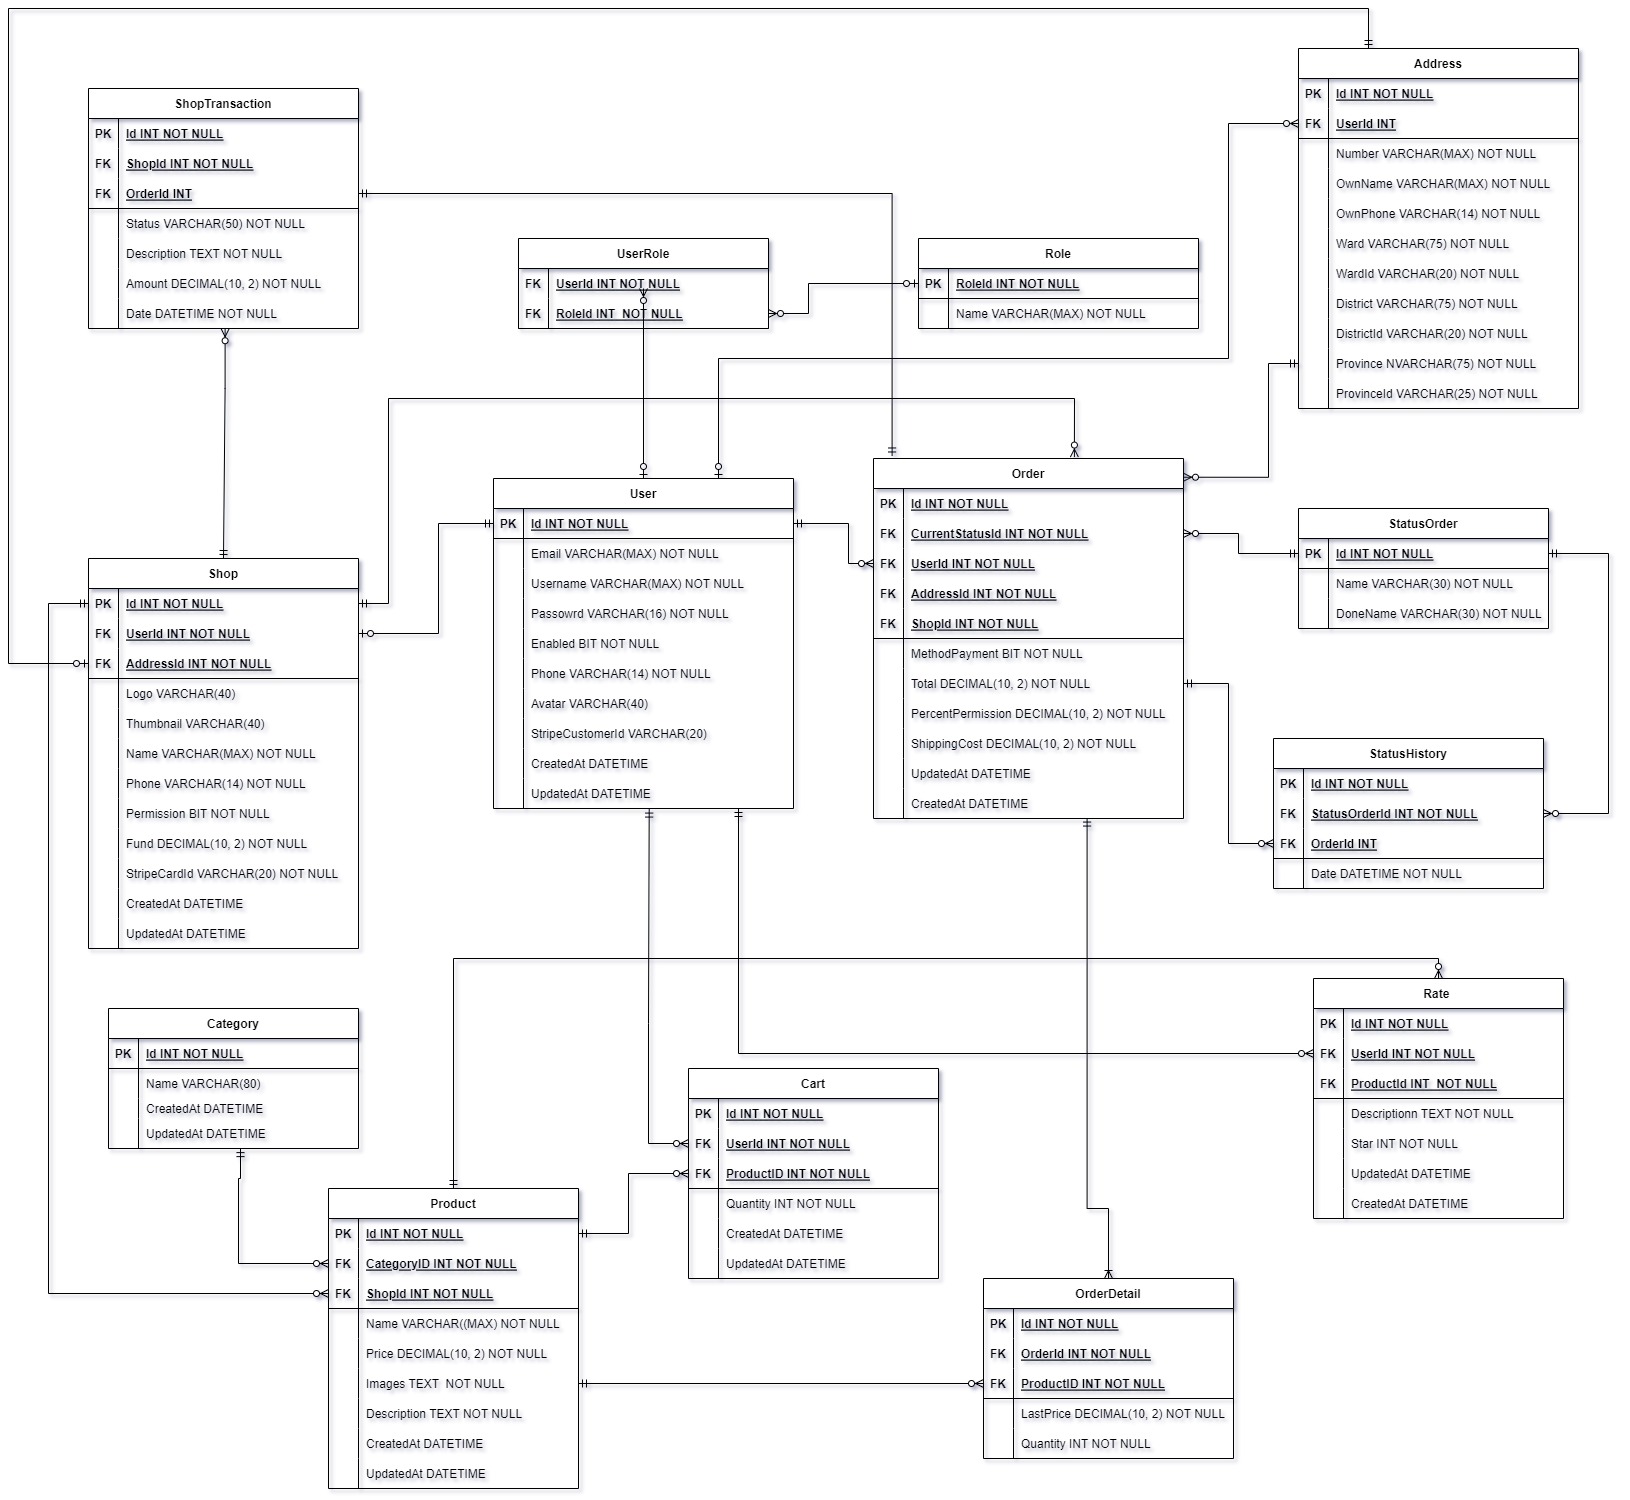 Address
PK Id INT NOT NULL
FK UserId INT
Number VARCHAR(MAX) NOT NULL
OwnName VARCHAR(MAX) NOT NULL
OwnPhone VARCHAR(14) NOT NULL
Ward VARCHAR(75) NOT NULL
WardId VARCHAR(20) NOT NULL
District VARCHAR(75) NOT NULL
DistrictId VARCHAR(20) NOT NULL
Province NVARCHAR(75) NOT NULL
ProvinceId VARCHAR(25) NOT NULL
ShopTransaction
PK Id INT NOT NULL
FK ShopId INT NOT NULL
FK OrderId INT
Status VARCHAR(50) NOT NULL
Description TEXT NOT NULL
Amount DECIMAL(10, 2) NOT NULL
Date DATETIME NOT NULL
UserRole
FK UserId INT NOT NULL
FK RoleId INT NOT NULL
Role
PK RoleId INT NOT NULL
Name VARCHAR(MAX) NOT NULL
Order
PK Id INT NOT NULL
FK CurrentStatusId INT NOT NULL
FK UserId INT NOT NULL
FK AddressId INT NOT NULL
FK ShopId INT NOT NULL
MethodPayment BIT NOT NULL
Total DECIMAL(10, 2) NOT NULL
PercentPermission DECIMAL(10, 2) NOT NULL
ShippingCost DECIMAL(10, 2) NOT NULL
UpdatedAt DATETIME
CreatedAt DATETIME
User
PK Id INT NOT NULL
Email VARCHAR(MAX) NOT NULL
Username VARCHAR(MAX) NOT NULL
Passowrd VARCHAR(16) NOT NULL
Enabled BIT NOT NULL
Phone VARCHAR(14) NOT NULL
Avatar VARCHAR(40)
StripeCustomerId VARCHAR(20)
CreatedAt DATETIME
UpdatedAt DATETIME
StatusOrder
PK Id INT NOT NULL
Name VARCHAR(30) NOT NULL
DoneName VARCHAR(30) NOT NULL
Shop
PK Id INT NOT NULL
FK UserId INT NOT NULL
FK AddressId INT NOT NULL
Logo VARCHAR(40)
Thumbnail VARCHAR(40)
Name VARCHAR(MAX) NOT NULL
Phone VARCHAR(14) NOT NULL
Permission BIT NOT NULL
Fund DECIMAL(10, 2) NOT NULL
StripeCardId VARCHAR(20) NOT NULL
CreatedAt DATETIME
UpdatedAt DATETIME
StatusHistory
PK Id INT NOT NULL
FK StatusOrderId INT NOT NULL
FK OrderId INT
Date DATETIME NOT NULL
Rate
PK Id INT NOT NULL
FK UserId INT NOT NULL
FK ProductId INT NOT NULL
Descriptionn TEXT NOT NULL
Star INT NOT NULL
UpdatedAt DATETIME
CreatedAt DATETIME
Category
PK Id INT NOT NULL
Name VARCHAR(80)
CreatedAt DATETIME
UpdatedAt DATETIME
Cart
PK Id INT NOT NULL
FK UserId INT NOT NULL
FK ProductID INT NOT NULL
Quantity INT NOT NULL
CreatedAt DATETIME
UpdatedAt DATETIME
Product
PK Id INT NOT NULL
FK CategoryID INT NOT NULL
FK ShopId INT NOT NULL
Name VARCHAR((MAX) NOT NULL
Price DECIMAL(10, 2) NOT NULL
Images TEXT NOT NULL
Description TEXT NOT NULL
CreatedAt DATETIME
UpdatedAt DATETIME
OrderDetail
PK Id INT NOT NULL
FK OrderId INT NOT NULL
FK ProductID INT NOT NULL
LastPrice DECIMAL(10, 2) NOT NULL
Quantity INT NOT NULL